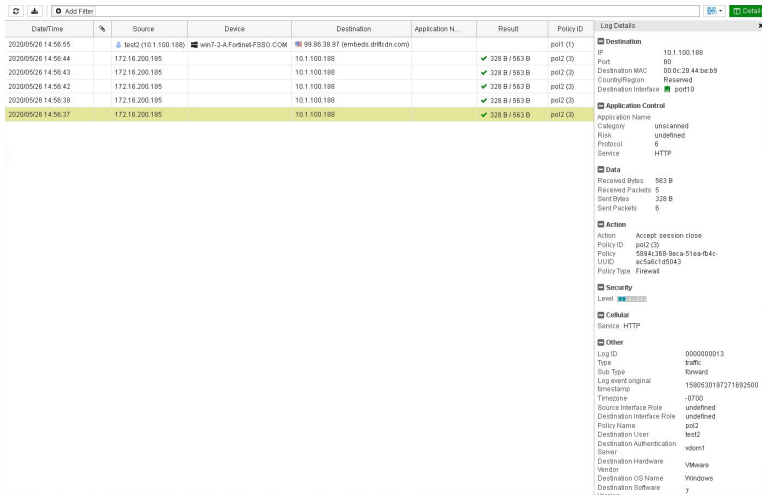 Add Filter
Details
Date/Time Source Device Destination Application N... Result Policy ID
2020/05/26 14:56:55 test2 (10.1.100.188) win7-2-A.Fortinet-FSSO.COM 99.86.38.97 (embeds.driftcdn.com) pol1 (1)
2020/05/26 14:56:44 172.16.200.185 10.1.100.188 328 B / 563 B pol2 (3)
2020/05/26 14:56:43 172.16.200.185 10.1.100.188 328 B / 563 B pol2 (3)
2020/05/26 14:56:42 172.16.200.185 10.1.100.188 328 B / 563 B pol2 (3)
2020/05/26 14:56:38 172.16.200.185 10.1.100.188 328 B / 563 B pol2 (3)
2020/05/26 14:56:37 172.16.200.185 10.1.100.188 328 B / 563 B pol2 (3)
Log Details
Destination
IP 10.1.100.188
Port 80
Destination MAC 00:0c:29:44:be:b9
Country/Region Reserved
Destination Interface port10
Application Control
Application Name
Category unscanned
Risk undefined
Protocol 6
Service HTTP
Data
Received Bytes 563 B
Received Packets 5
Sent Bytes 328 B
Sent Packets 6
Action
Action Accept: session close
Policy ID pol2 (3)
Policy 5894c368-9eca-51ea-fb4c-
UUID ec5a6c1d5043
Policy Type Firewall
Security
Level
Cellular
Service HTTP
Other
Log ID 0000000013
Type traffic
Sub Type forward
Log event original
timestamp 1590530197271692500
Timezone -0700
Source Interface Role undefined
Destination Interface Role undefined
Policy Name pol2
Destination User test2
Destination Authentication
Server vdom1
Destination Hardware
Vendor VMware
Destination OS Name Windows
Destination Software
7